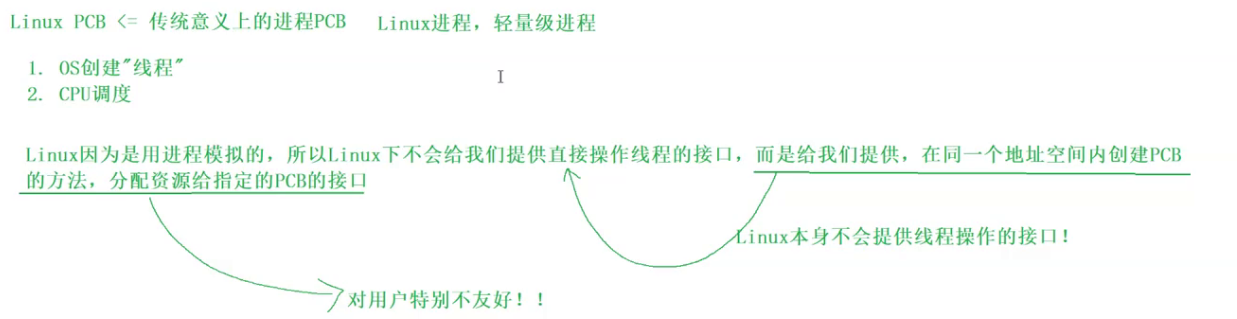 Linux PCB <= 传统意义上的进程PCB Linux进程，轻量级进程
1. OS创建"线程"
2. CPU调度
Linux因为是用进程模拟的，所以Linux下不会给我们提供直接操作线程的接口，而是给我们提供，在同一个地址空间内创建PCB
的方法，分配资源给指定的PCB的接口
Linux本身不会提供线程操作的接口！
对用户特别不友好！！